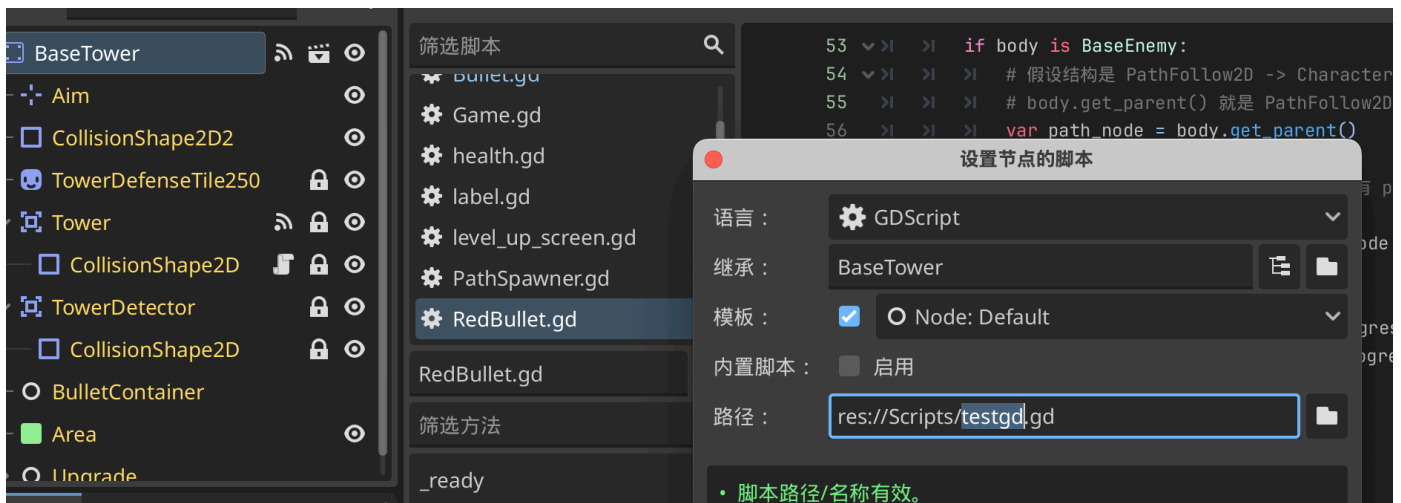 BaseTower
Aim
CollisionShape2D2
TowerDefenseTile250
Tower
CollisionShape2D
TowerDetector
CollisionShape2D
BulletContainer
Area
Upgrade
筛选脚本
Bullet.gd
Game.gd
health.gd
label.gd
level_up_screen.gd
PathSpawner.gd
RedBullet.gd
RedBullet.gd
筛选方法
_ready
53 if body is BaseEnemy:
54 # 假设结构是 PathFollow2D -> Character
55 # body.get_parent() 就是 PathFollow2D
56 var path_node = body.get_parent()
有 p
ode
gres
ogre
设置节点的脚本
语言：
GDScript
继承：
BaseTower
模板：
Node: Default
内置脚本：
启用
路径：
res://Scripts/testgd.gd
• 脚本路径/名称有效。